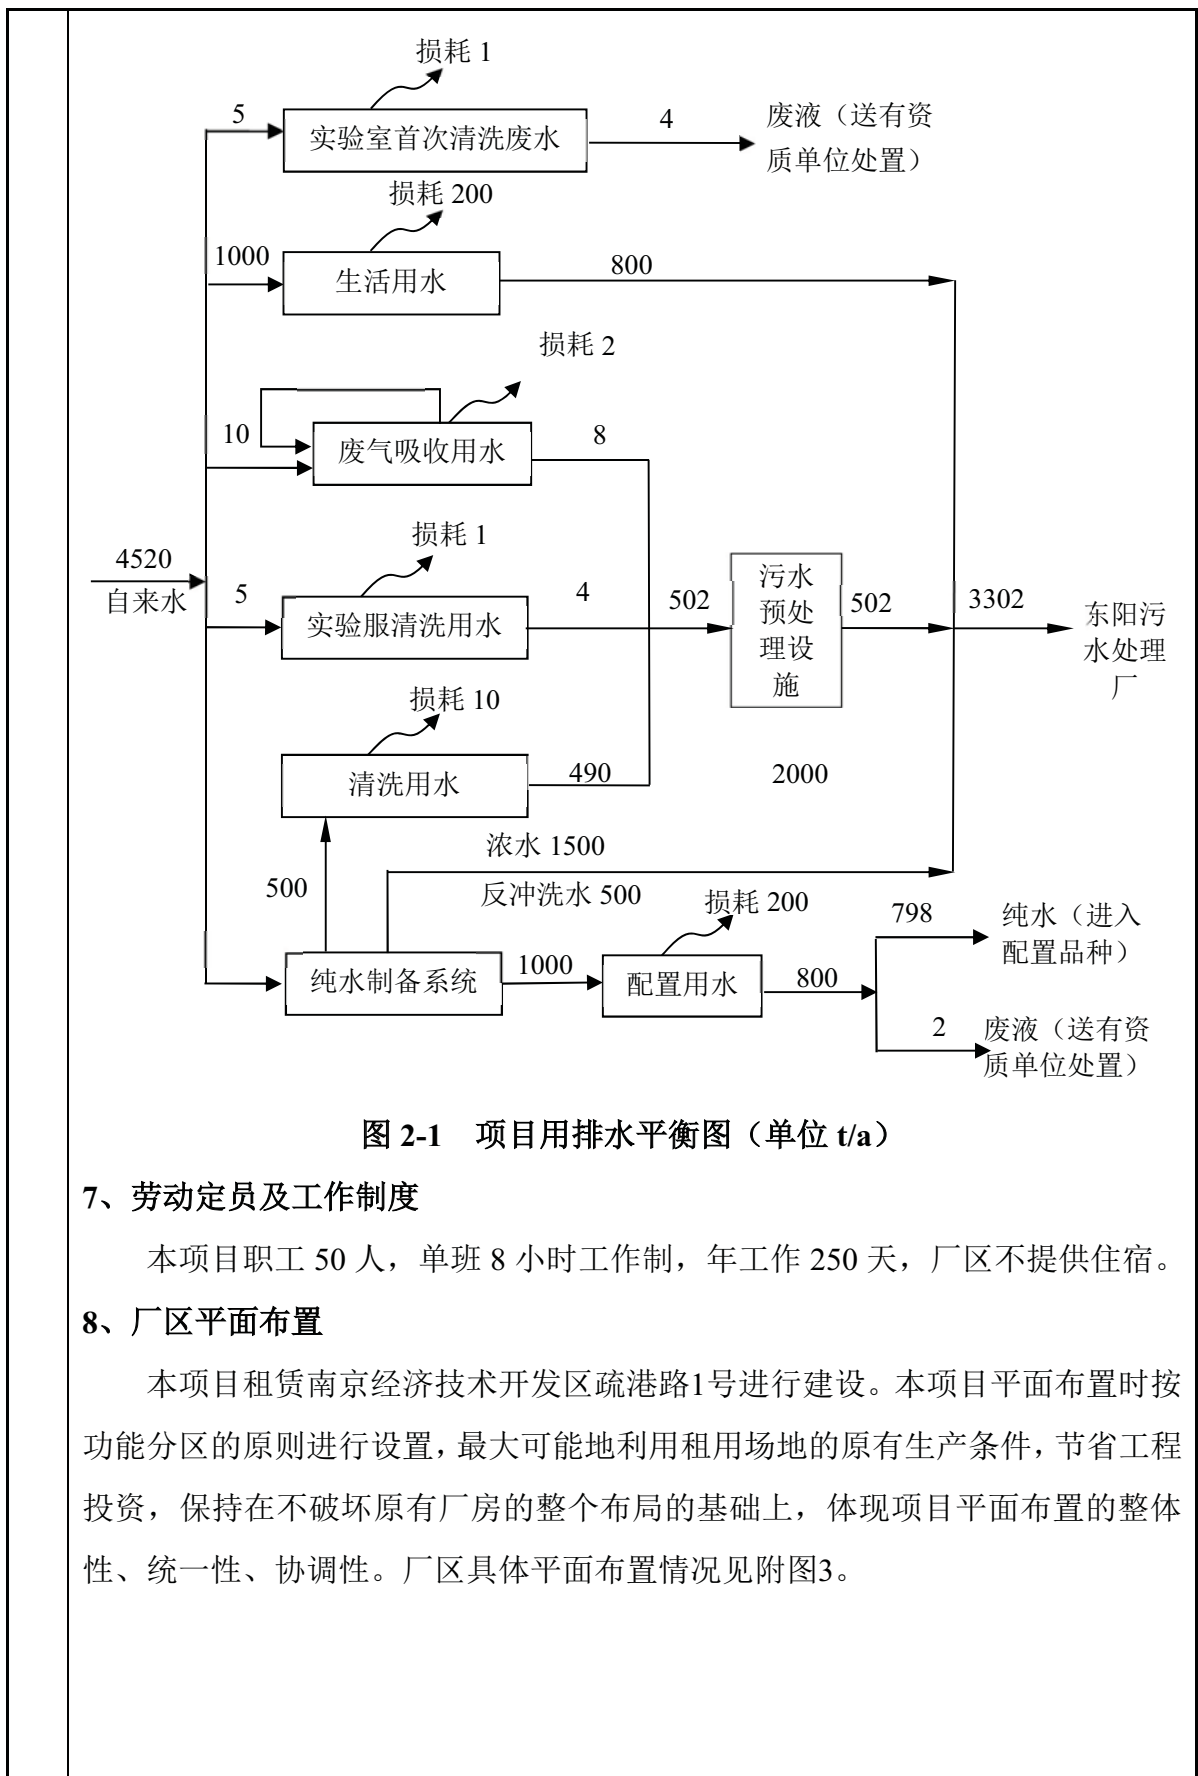 损耗 1
5
实验室首次清洗废水
4
废液（送有资
质单位处置）
损耗 200
1000
生活用水
800
损耗 2
10
废气吸收用水
8
4520
自来水
损耗 1
5
实验服清洗用水
4
502
污水
预处
理设
施
502
3302
东阳污
水处理
厂
损耗 10
清洗用水
490
2000
500
浓水 1500
反冲洗水 500
纯水制备系统
1000
损耗 200
配置用水
800
798
纯水（进入
配置品种）
2
废液（送有资
质单位处置）
图 2-1 项目用排水平衡图（单位 t/a）
7、劳动定员及工作制度
本项目职工 50 人，单班 8 小时工作制，年工作 250 天，厂区不提供住宿。
8、厂区平面布置
本项目租赁南京经济技术开发区疏港路1号进行建设。本项目平面布置时按
功能分区的原则进行设置，最大可能地利用租用场地的原有生产条件，节省工程
投资，保持在不破坏原有厂房的整个布局的基础上，体现项目平面布置的整体
性、统一性、协调性。厂区具体平面布置情况见附图3。